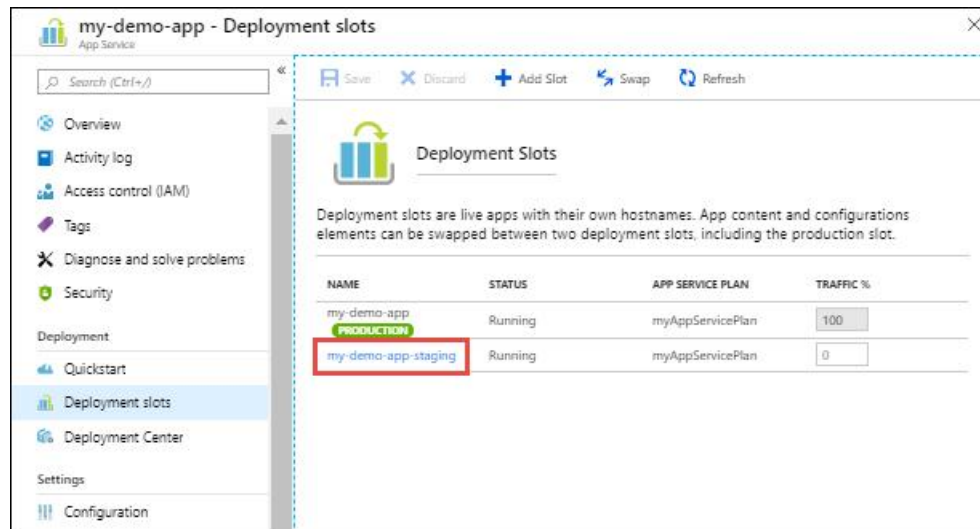 my-demo-app - Deployment slots
App Service
Search (Ctrl+/)
Overview
Activity log
Access control (IAM)
Tags
Diagnose and solve problems
Security
Deployment
Quickstart
Deployment slots
Deployment Center
Settings
Configuration
Save Discard Add Slot Swap Refresh
Deployment Slots
Deployment slots are live apps with their own hostnames. App content and configurations
elements can be swapped between two deployment slots, including the production slot.
NAME STATUS APP SERVICE PLAN TRAFFIC %
my-demo-app
PRODUCTION Running myAppServicePlan 100
my-demo-app-staging Running myAppServicePlan 0